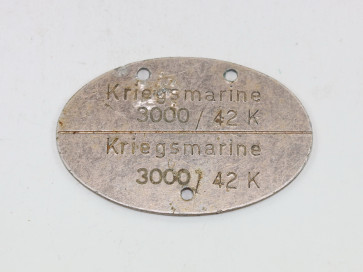 Kriegsmarine
3000 / 42 K
Kriegsmarine
3000 / 42 K